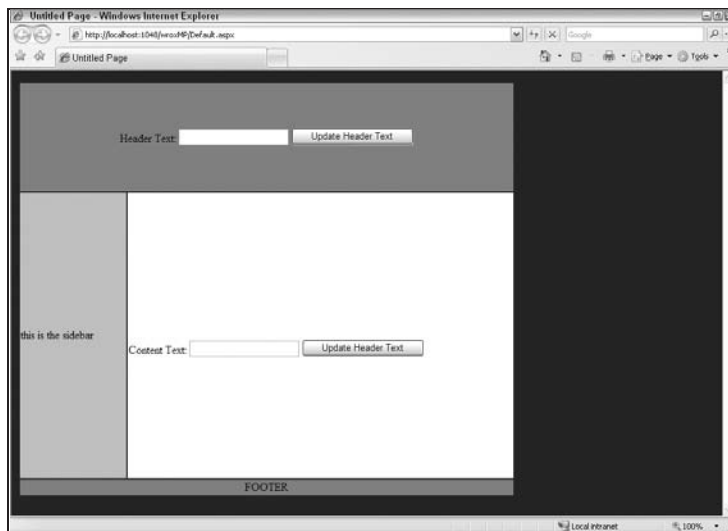 Untitled Page - Windows Internet Explorer
http://localhost:1048/wroxMP/Default.aspx
Google
Untitled Page
Page
Tools
Header Text:
Update Header Text
this is the sidebar
Content Text:
Update Header Text
FOOTER
Local intranet
100%